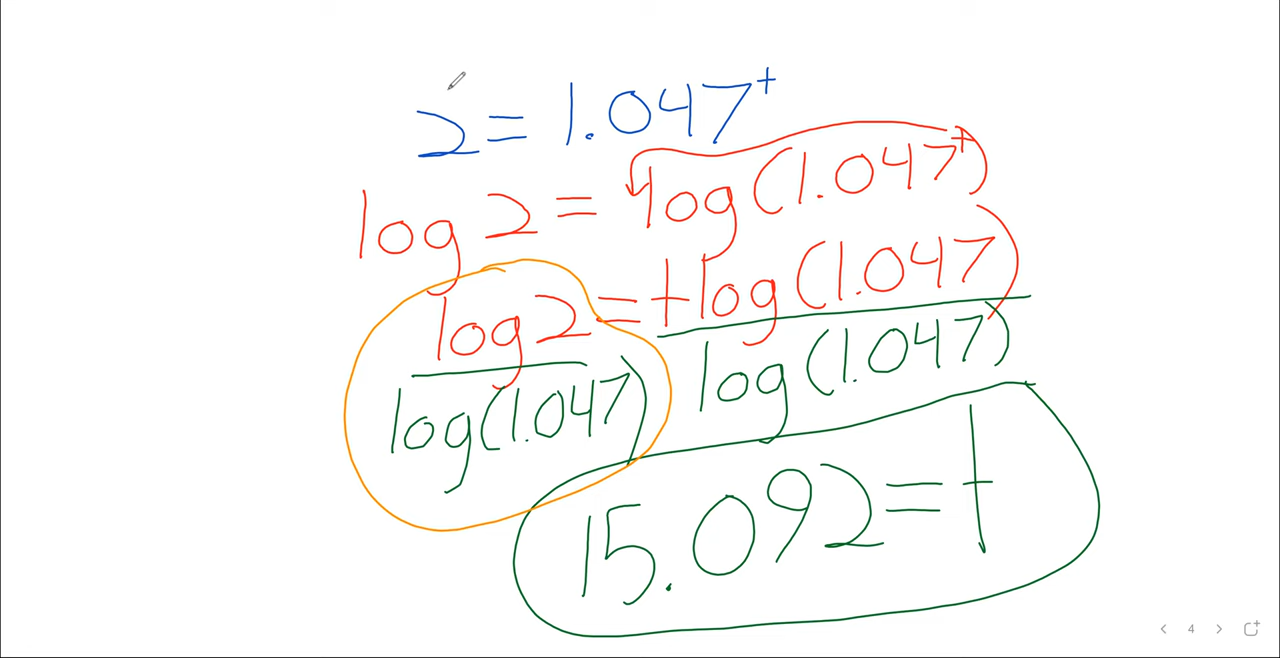 2 = 1.047^t
log 2 = log(1.047^t)
log 2 = t log(1.047)
log(1.047) log(1.047)
15.092 = t
4